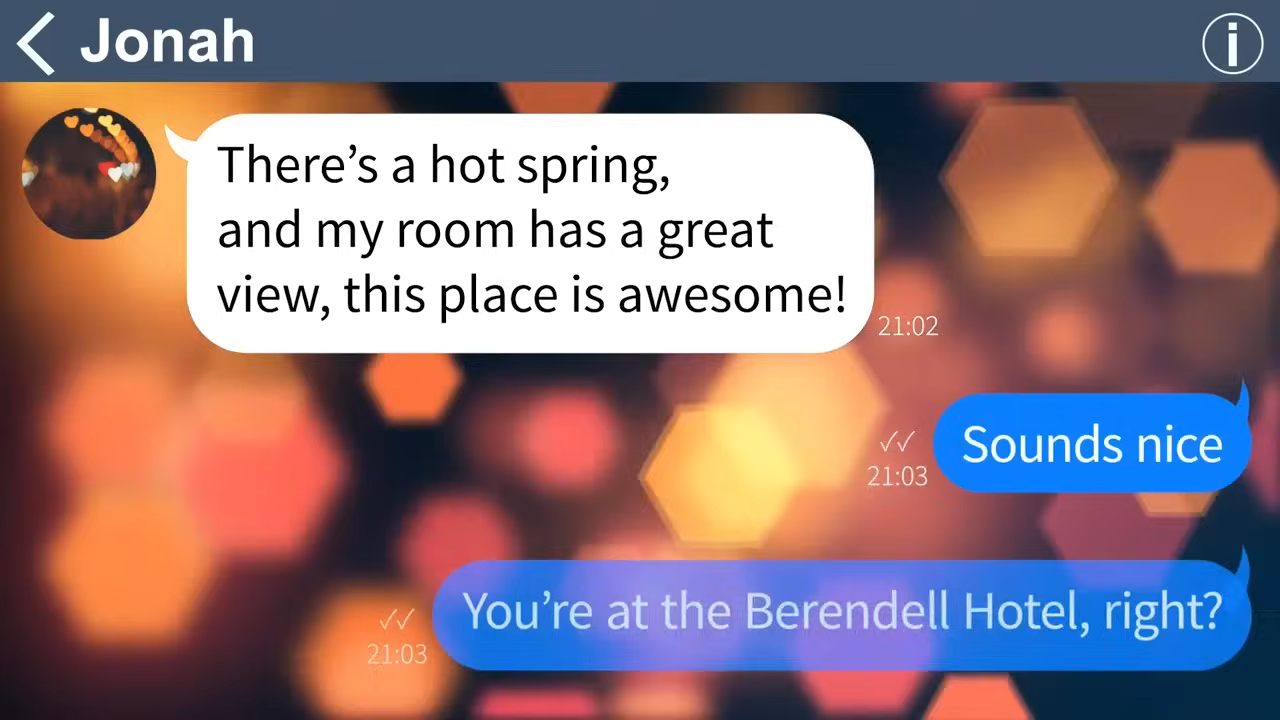 Jonah
There’s a hot spring,
and my room has a great
view, this place is awesome!
21:02
Sounds nice
21:03
You’re at the Berendell Hotel, right?
21:03